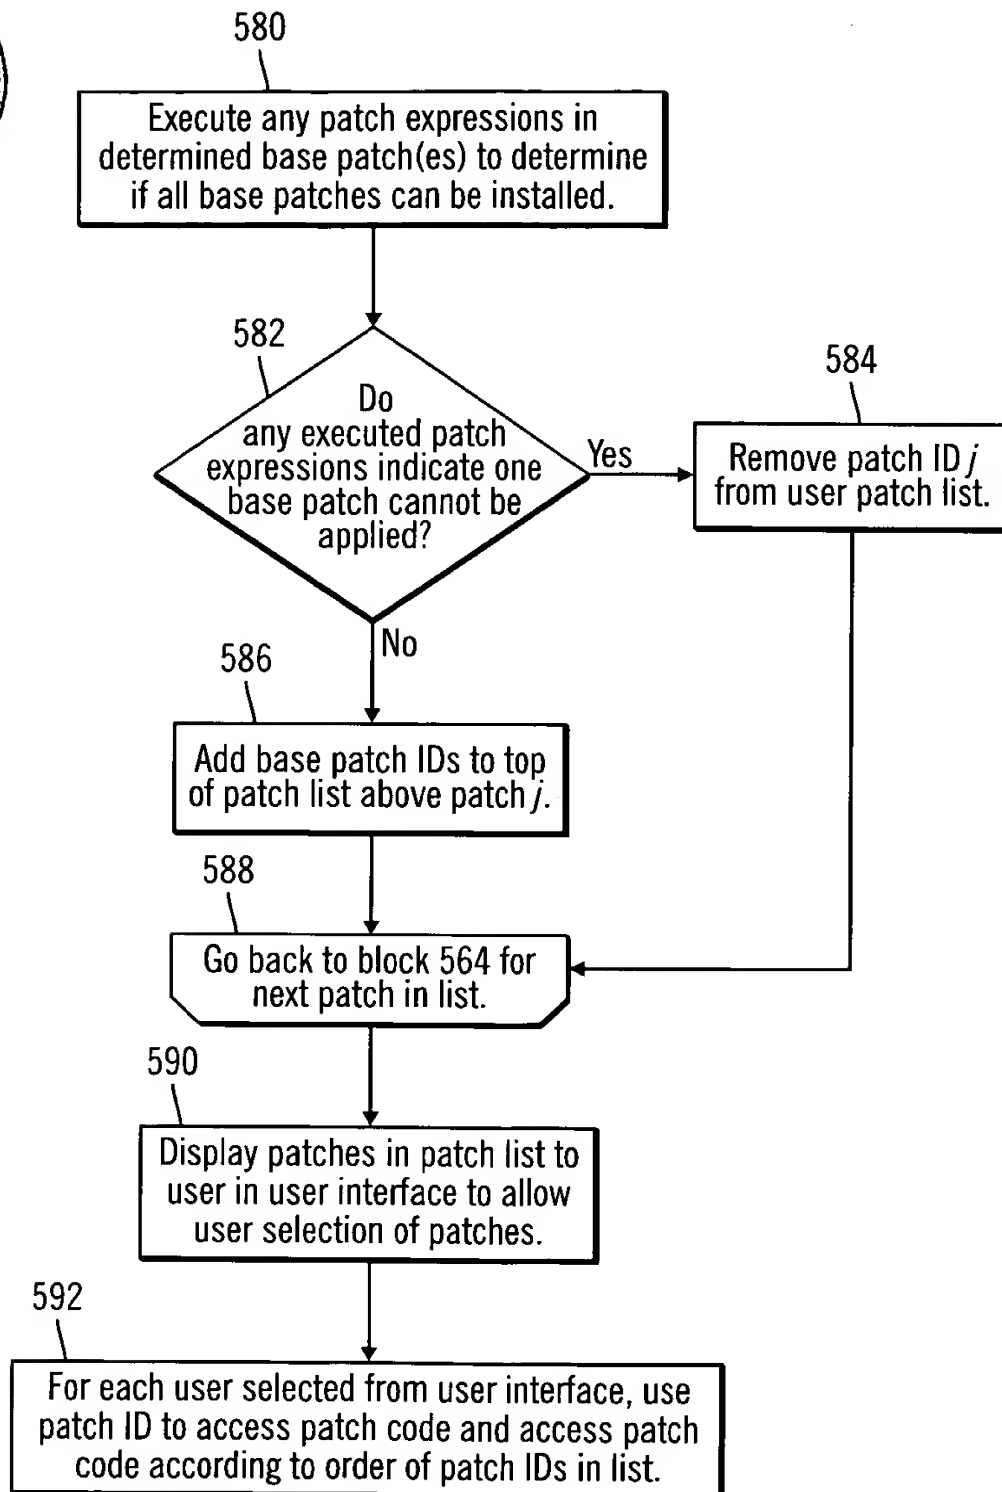 580
Execute any patch expressions in
determined base patch(es) to determine
if all base patches can be installed.
582
Do
any executed patch
expressions indicate one
base patch cannot be
applied?
Yes
584
Remove patch ID j
from user patch list.
No
586
Add base patch IDs to top
of patch list above patch j.
588
Go back to block 564 for
next patch in list.
590
Display patches in patch list to
user in user interface to allow
user selection of patches.
592
For each user selected from user interface, use
patch ID to access patch code and access patch
code according to order of patch IDs in list.